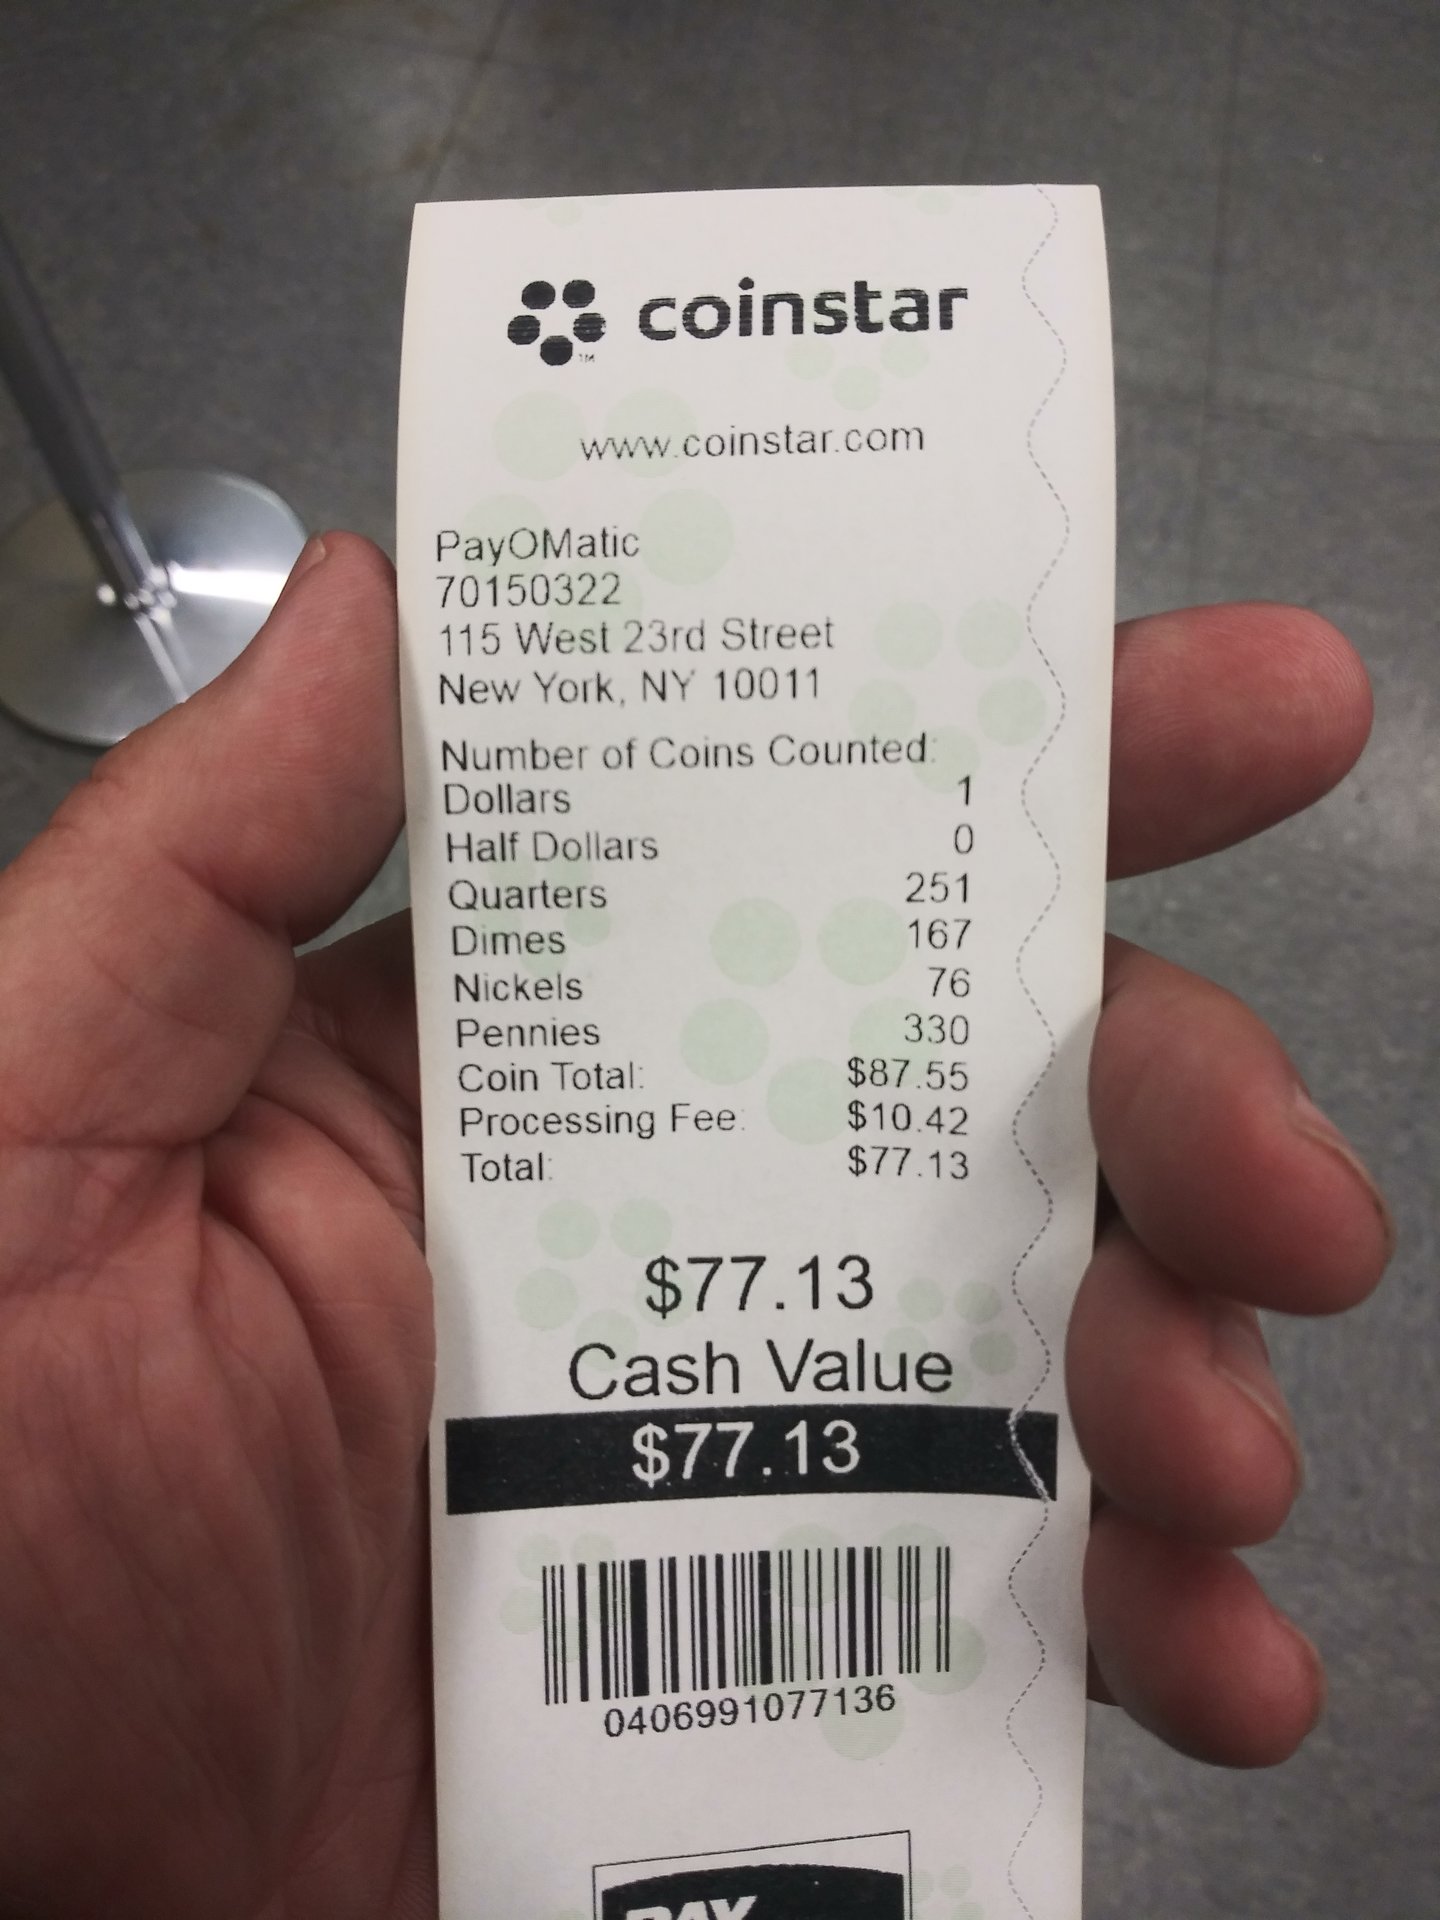 coinstar
TM
www.coinstar.com
PayOMatic
70150322
115 West 23rd Street
New York, NY 10011
Number of Coins Counted:
Dollars 1
Half Dollars 0
Quarters 251
Dimes 167
Nickels 76
Pennies 330
Coin Total: $87.55
Processing Fee: $10.42
Total: $77.13
$77.13
Cash Value
$77.13
0406991077136
PAY